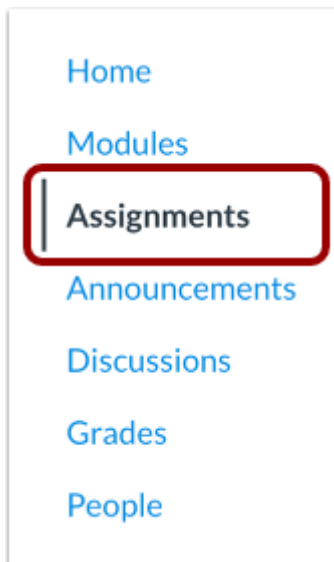 Home
Modules
Assignments
Announcements
Discussions
Grades
People